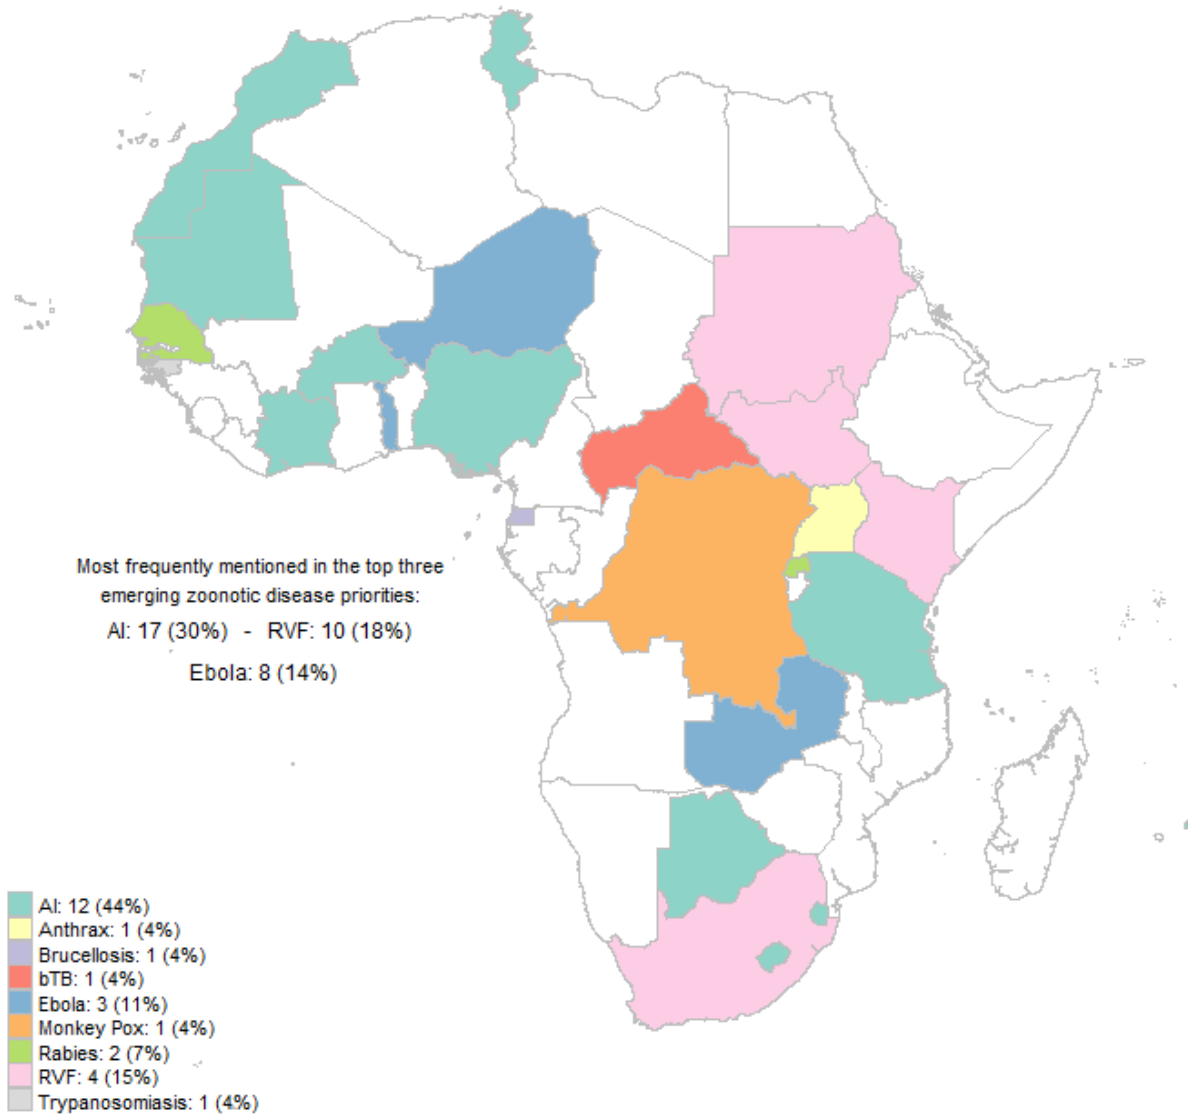 Most frequently mentioned in the top three
emerging zoonotic disease priorities:
AI: 17 (30%) - RVF: 10 (18%)
Ebola: 8 (14%)
AI: 12 (44%)
Anthrax: 1 (4%)
Brucellosis: 1 (4%)
bTB: 1 (4%)
Ebola: 3 (11%)
Monkey Pox: 1 (4%)
Rabies: 2 (7%)
RVF: 4 (15%)
Trypanosomiasis: 1 (4%)